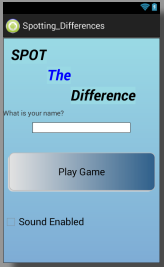 Spotting_Differences
SPOT
The
Difference
What is your name?
Play Game
Sound Enabled